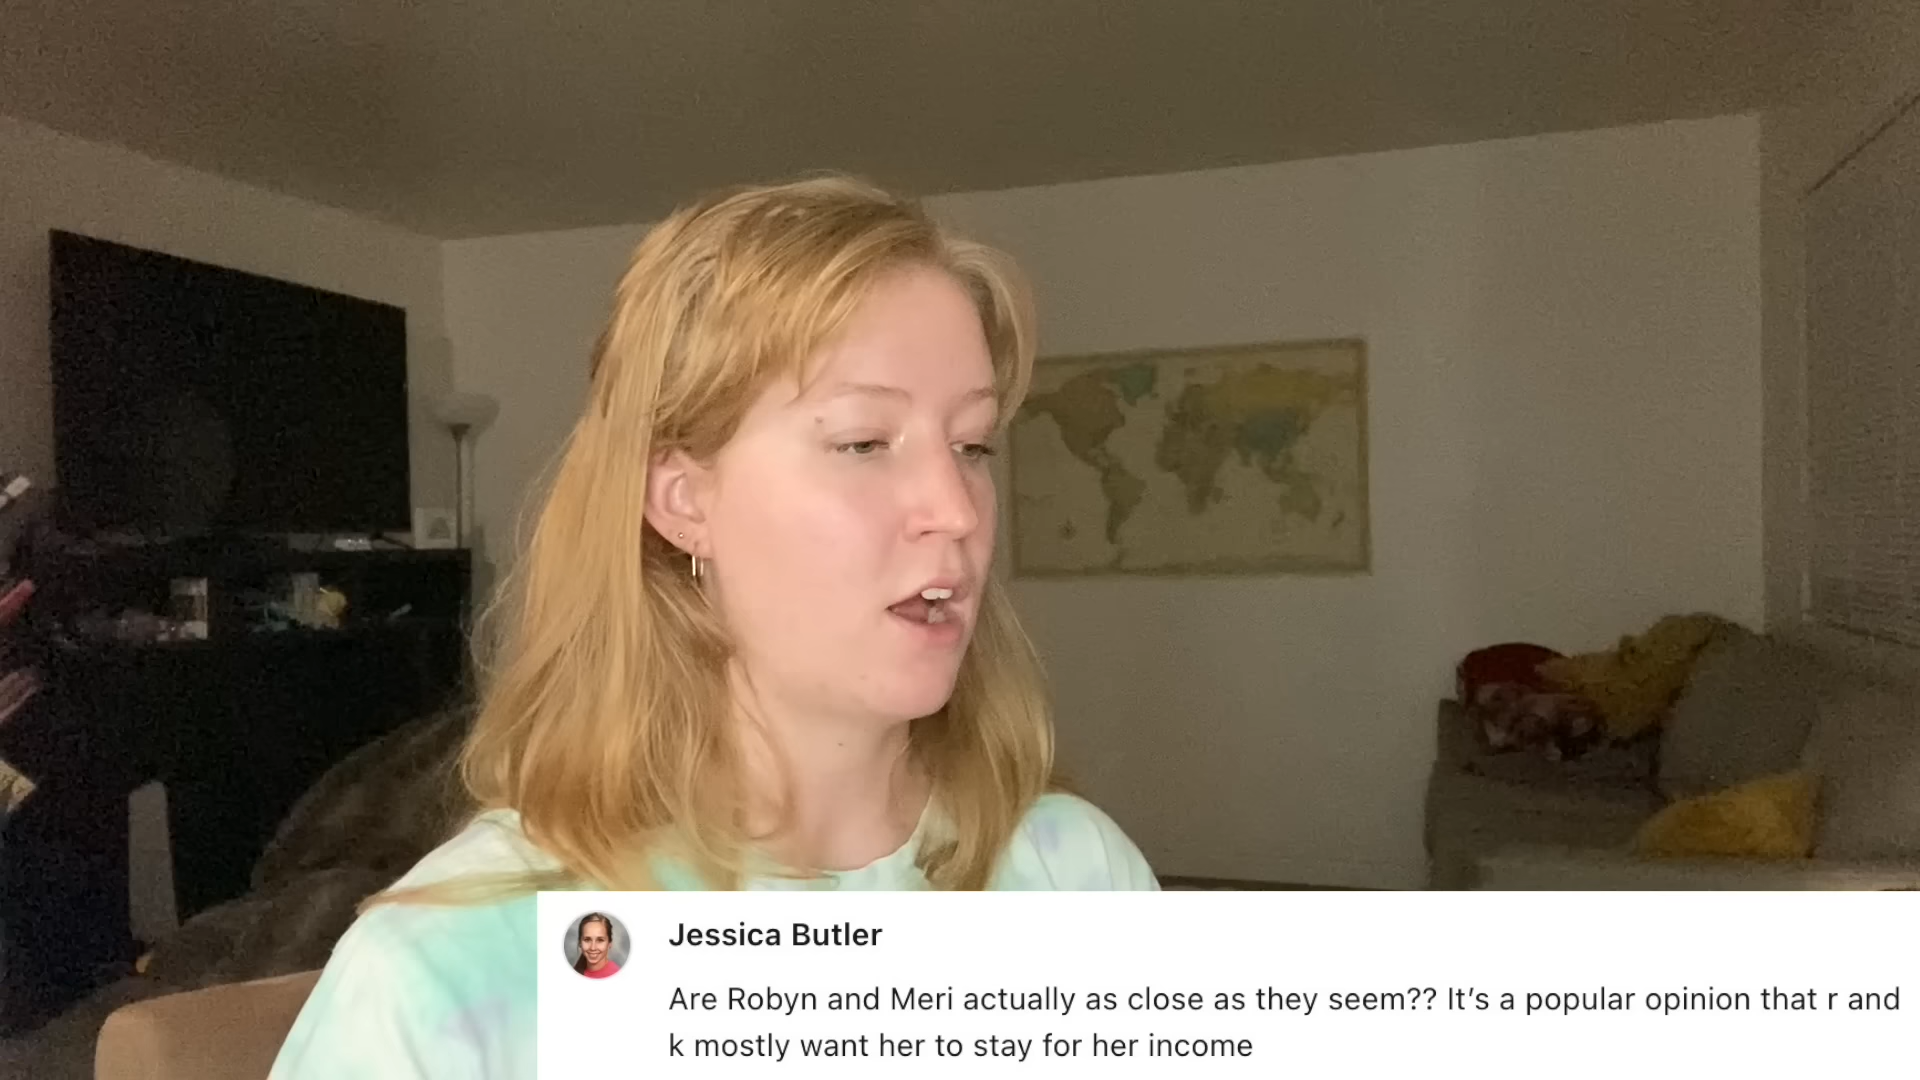 Jessica Butler
Are Robyn and Meri actually as close as they seem?? It’s a popular opinion that r and
k mostly want her to stay for her income